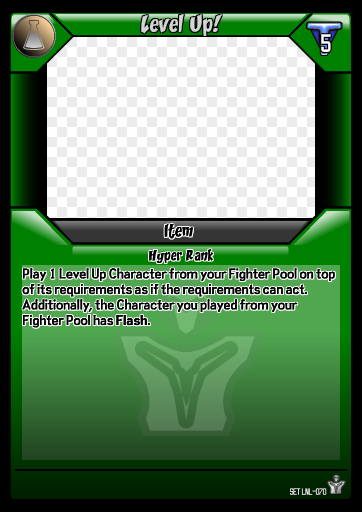 Level Up!
5
Item
Hyper Rank
Play 1 Level Up Character from your Fighter Pool on top
of its requirements as if the requirements can act.
Additionally, the Character you played from your
Fighter Pool has Flash.
SET LNL-070